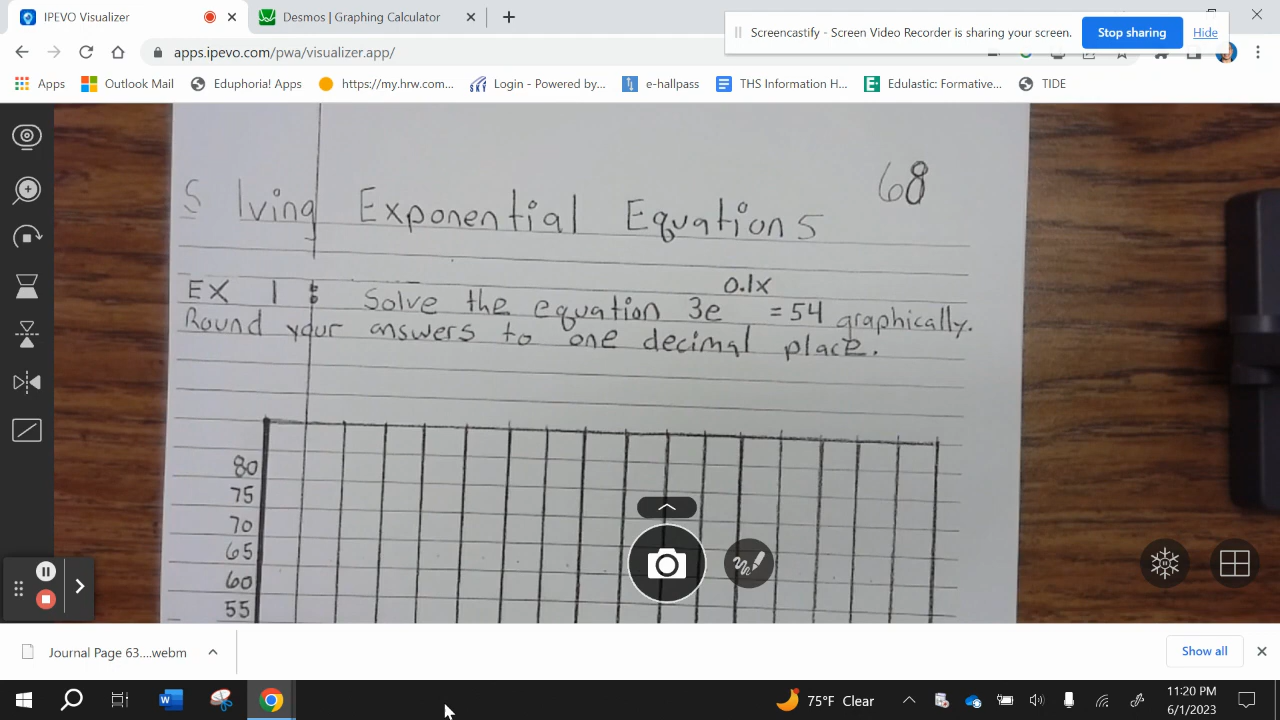 IPEVO Visualizer
Desmos | Graphing Calculator
Screencastify - Screen Video Recorder is sharing your screen.
Stop sharing
Hide
apps.ipevo.com/pwa/visualizer.app/
Apps
Outlook Mail
Eduphoria! Apps
https://my.hrw.com...
Login - Powered by...
e-hallpass
THS Information H...
Edulastic: Formative...
TIDE
68
S lving Exponential Equations
EX 1: Solve the equation 3e^0.1x = 54 graphically.
Round your answers to one decimal place.
80
75
70
65
60
55
Journal Page 63....webm
Show all
75°F Clear
11:20 PM
6/1/2023